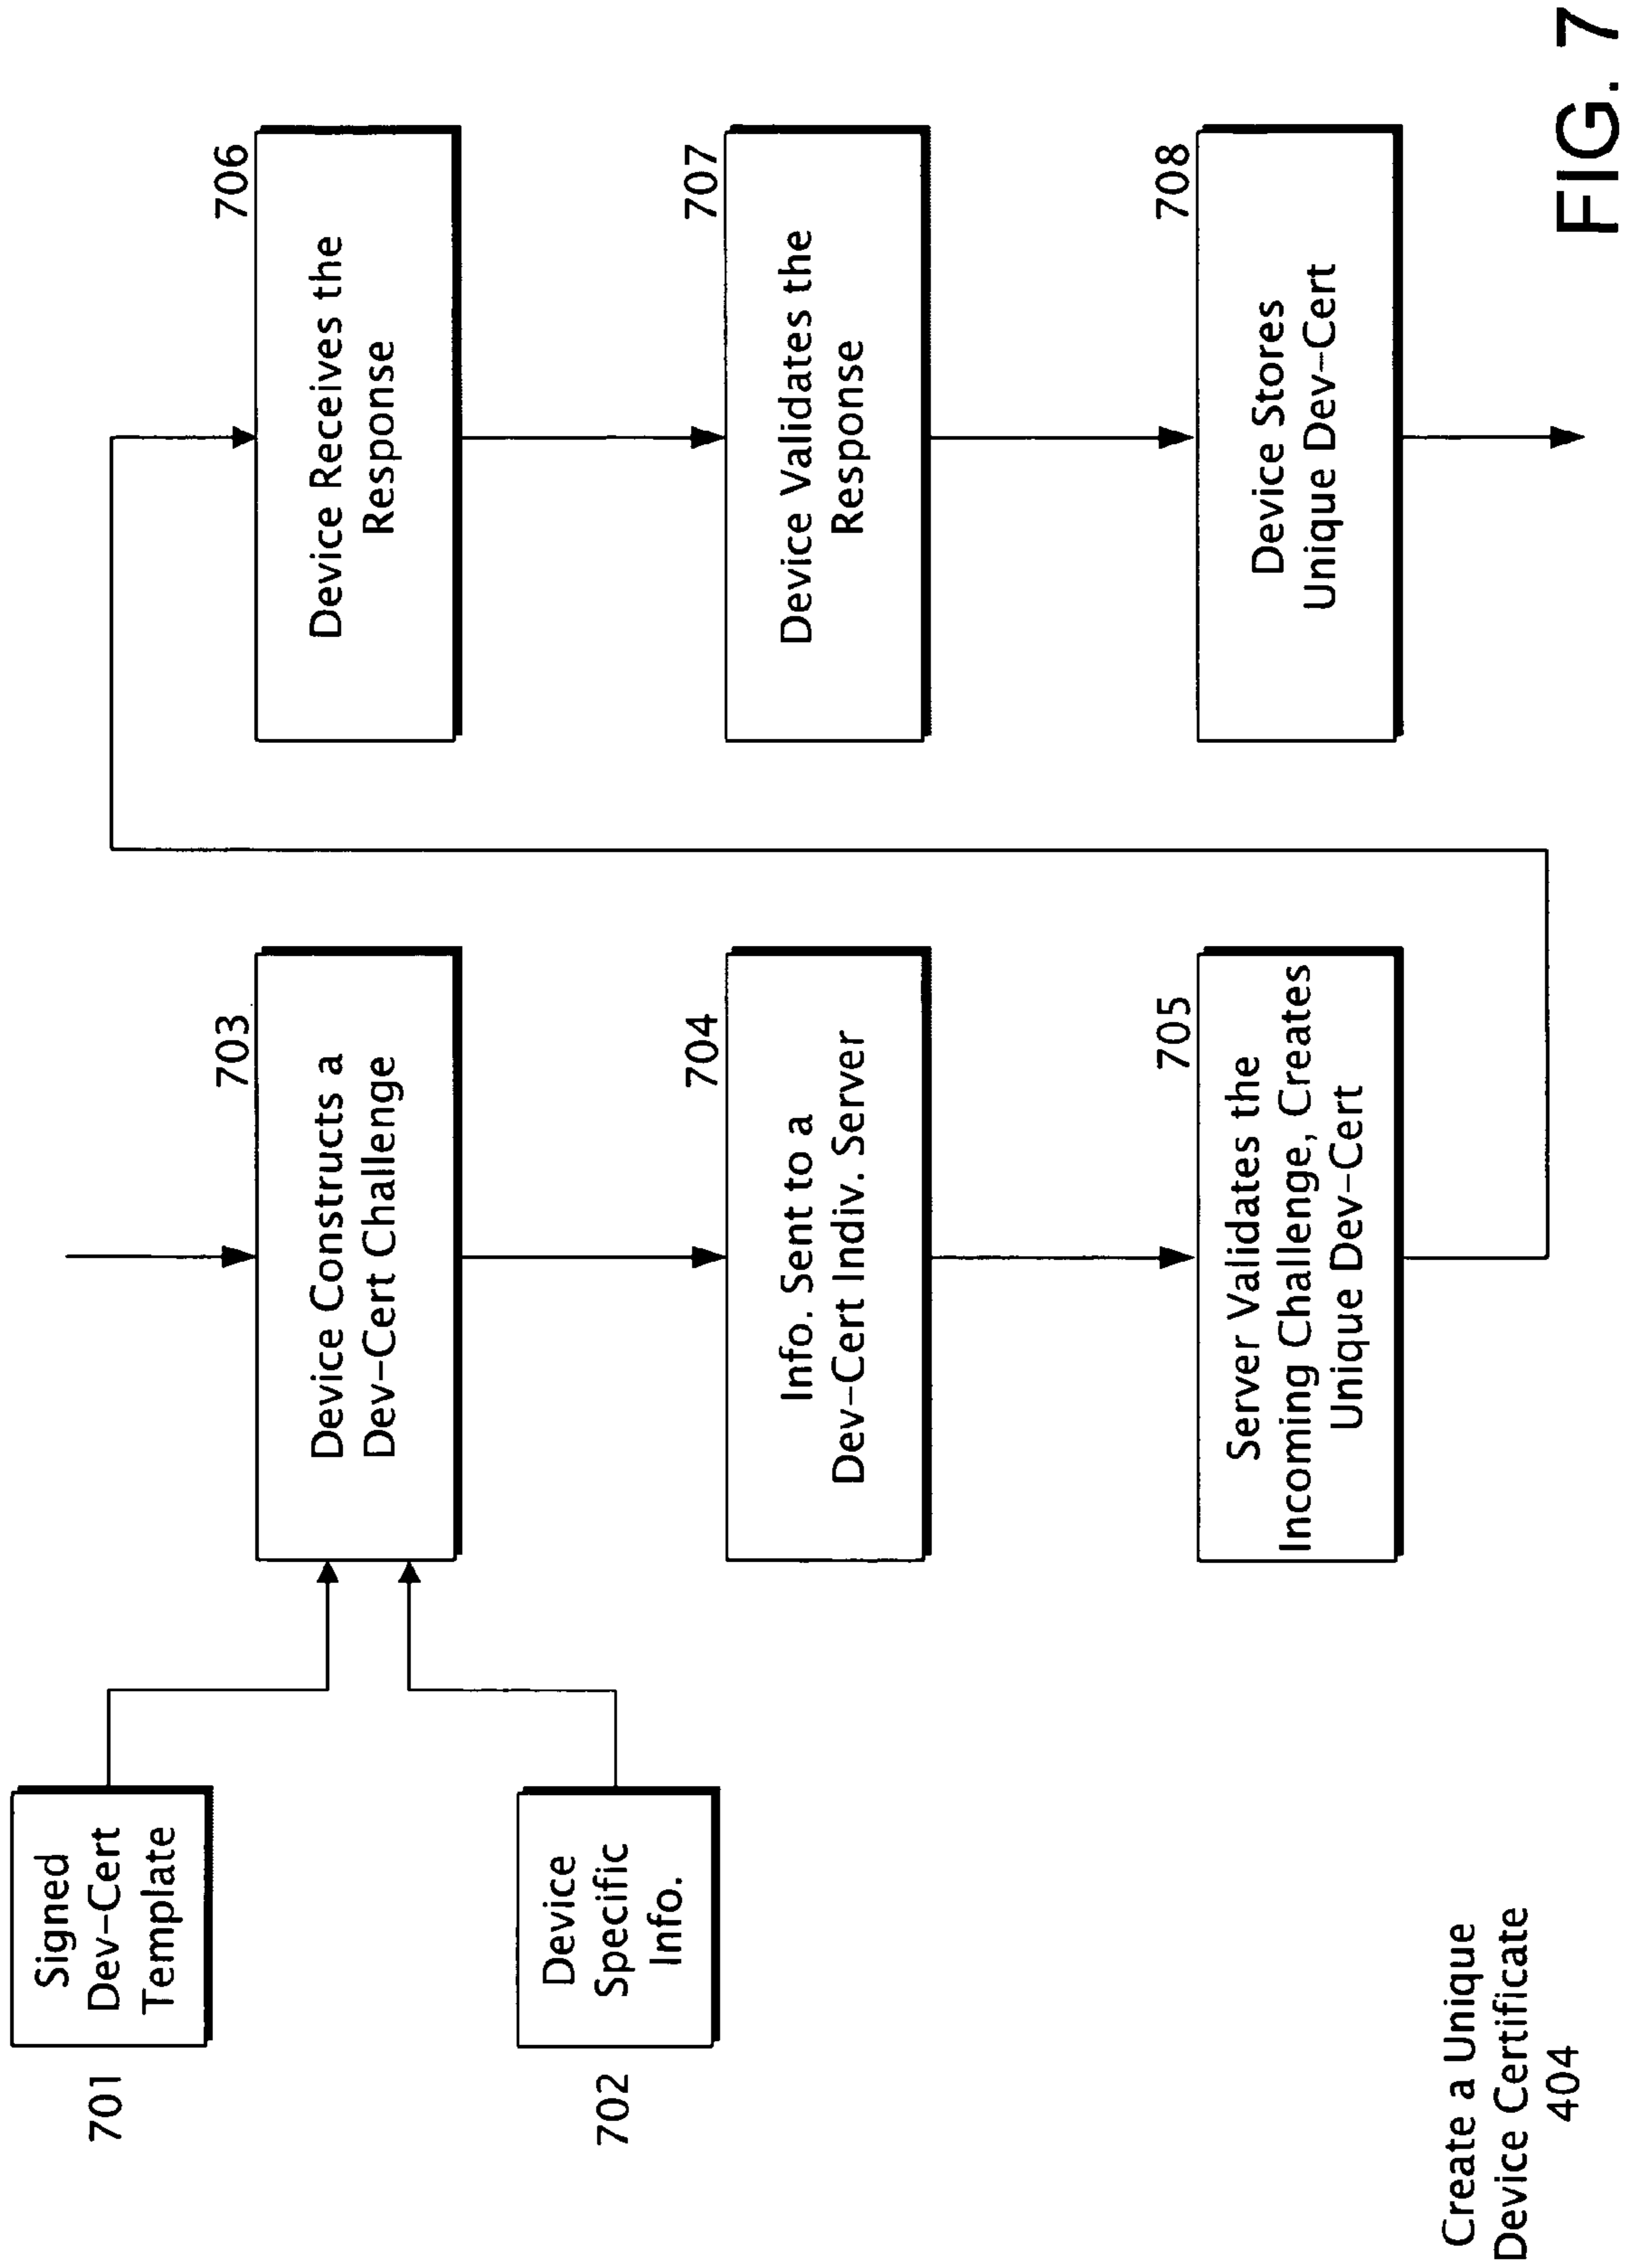 701
Signed
Dev-Cert
Template
702
Device
Specific
Info.
703
Device Constructs a
Dev-Cert Challenge
704
Info. Sent to a
Dev-Cert Indiv. Server
705
Server Validates the
Incoming Challenge, Creates
Unique Dev-Cert
706
Device Receives the
Response
707
Device Validates the
Response
708
Device Stores
Unique Dev-Cert
Create a Unique
Device Certificate
404
FIG. 7